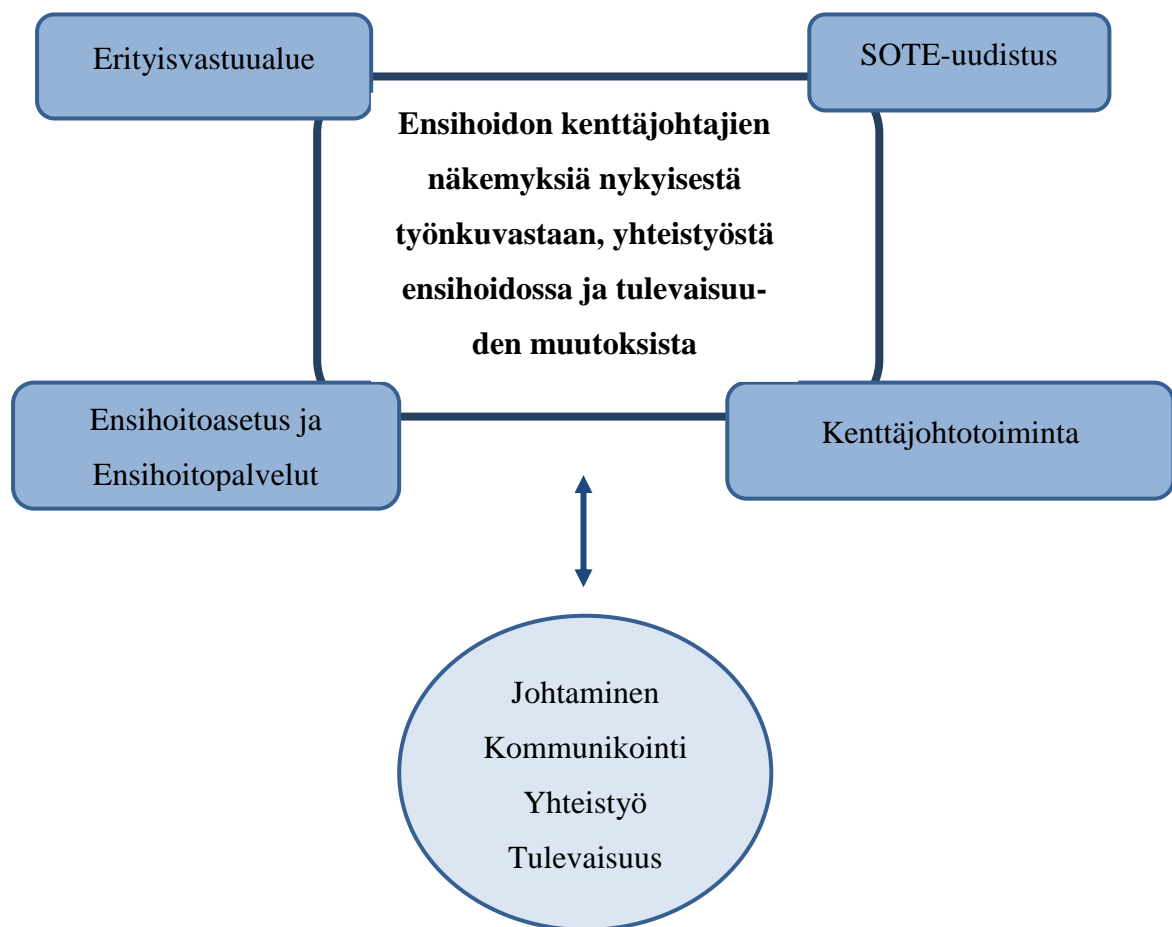 Erityisvastuualue
SOTE-uudistus
Ensihoidon kenttäjohtajien
näkemyksiä nykyisestä
työnkuvastaan, yhteistyöstä
ensihoidossa ja tulevaisuu-
den muutoksista
Ensihoitoasetus ja
Ensihoitopalvelut
Kenttäjohtotoiminta
Johtaminen
Kommunikointi
Yhteistyö
Tulevaisuus